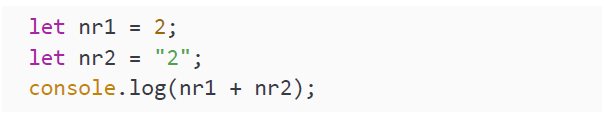 let nr1 = 2;
let nr2 = "2";
console.log(nr1 + nr2);